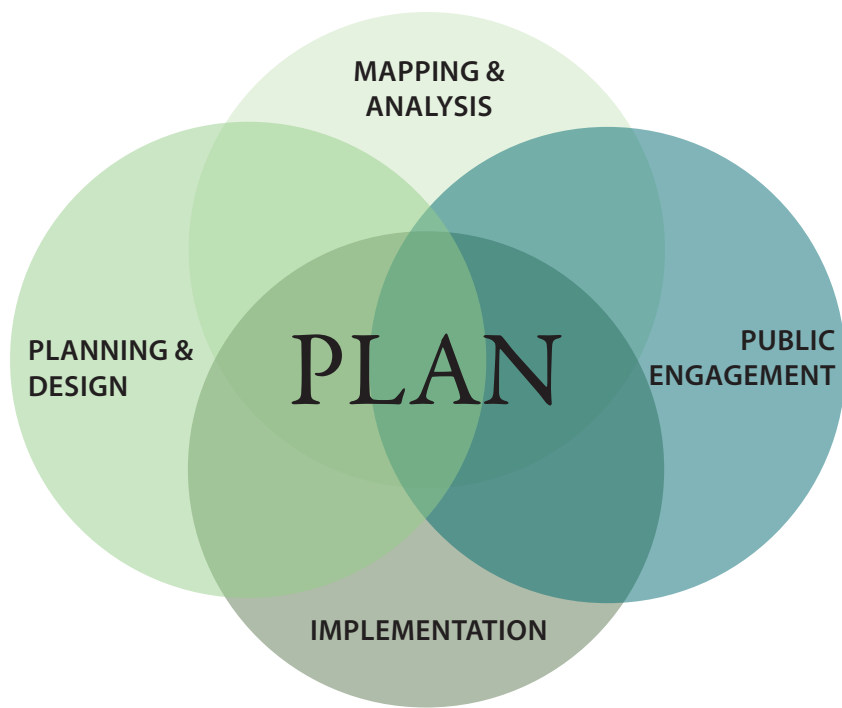 MAPPING &
ANALYSIS
PLANNING &
DESIGN
PLAN
PUBLIC
ENGAGEMENT
IMPLEMENTATION